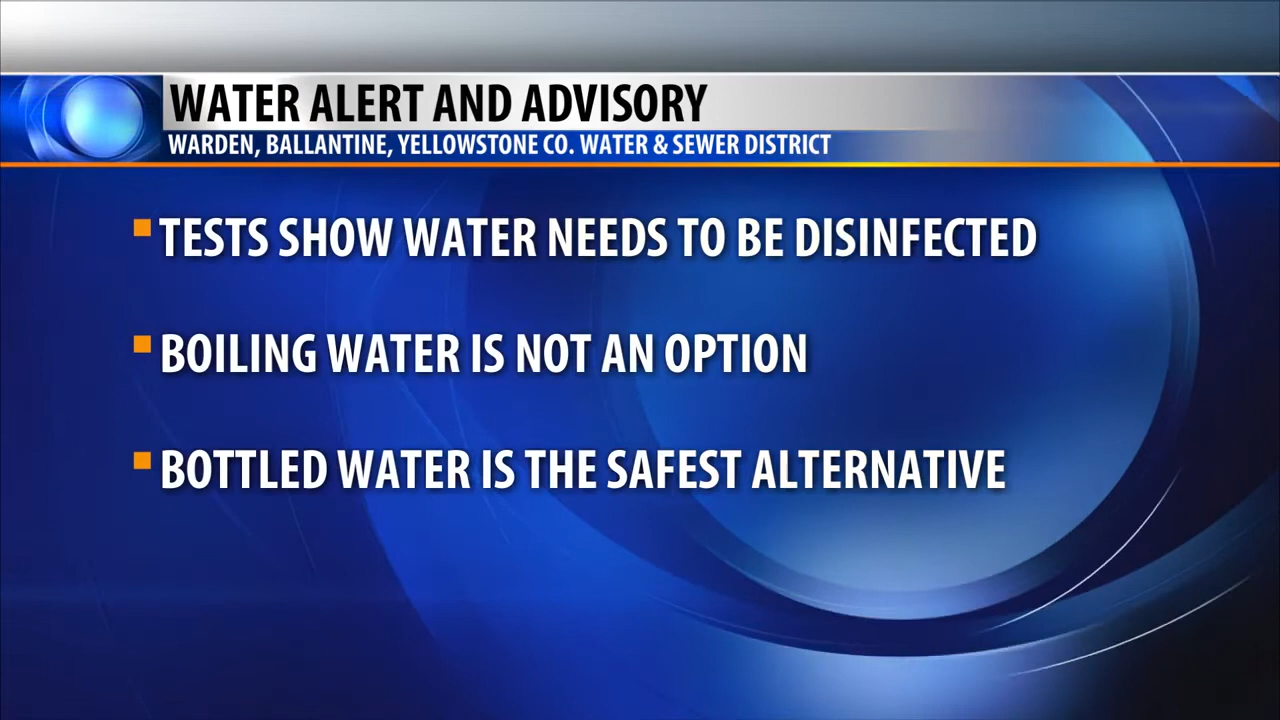 WATER ALERT AND ADVISORY
WARDEN, BALLANTINE, YELLOWSTONE CO. WATER & SEWER DISTRICT
TESTS SHOW WATER NEEDS TO BE DISINFECTED
BOILING WATER IS NOT AN OPTION
BOTTLED WATER IS THE SAFEST ALTERNATIVE